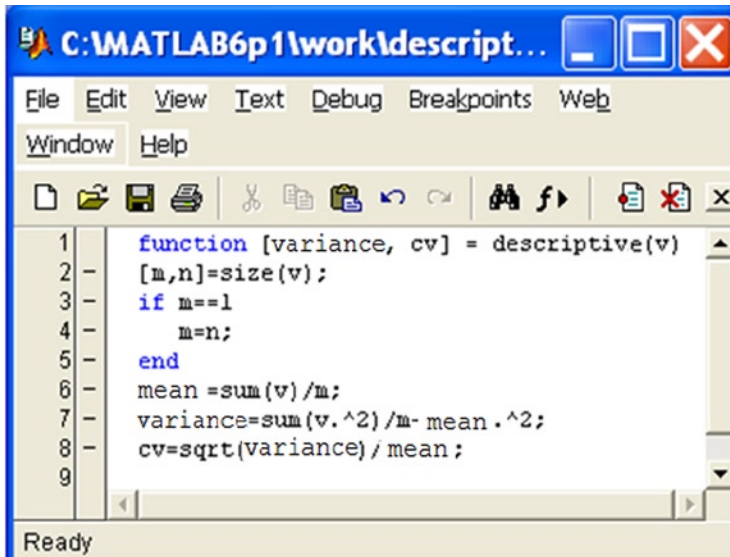 C:\MATLAB6p1\work\descript...
File Edit View Text Debug Breakpoints Web
Window Help
1 function [variance, cv] = descriptive(v)
2 - [m,n]=size(v);
3 - if m==1
4 - m=n;
5 - end
6 - mean =sum(v)/m;
7 - variance=sum(v.^2)/m- mean .^2;
8 - cv=sqrt(variance)/mean;
9
Ready